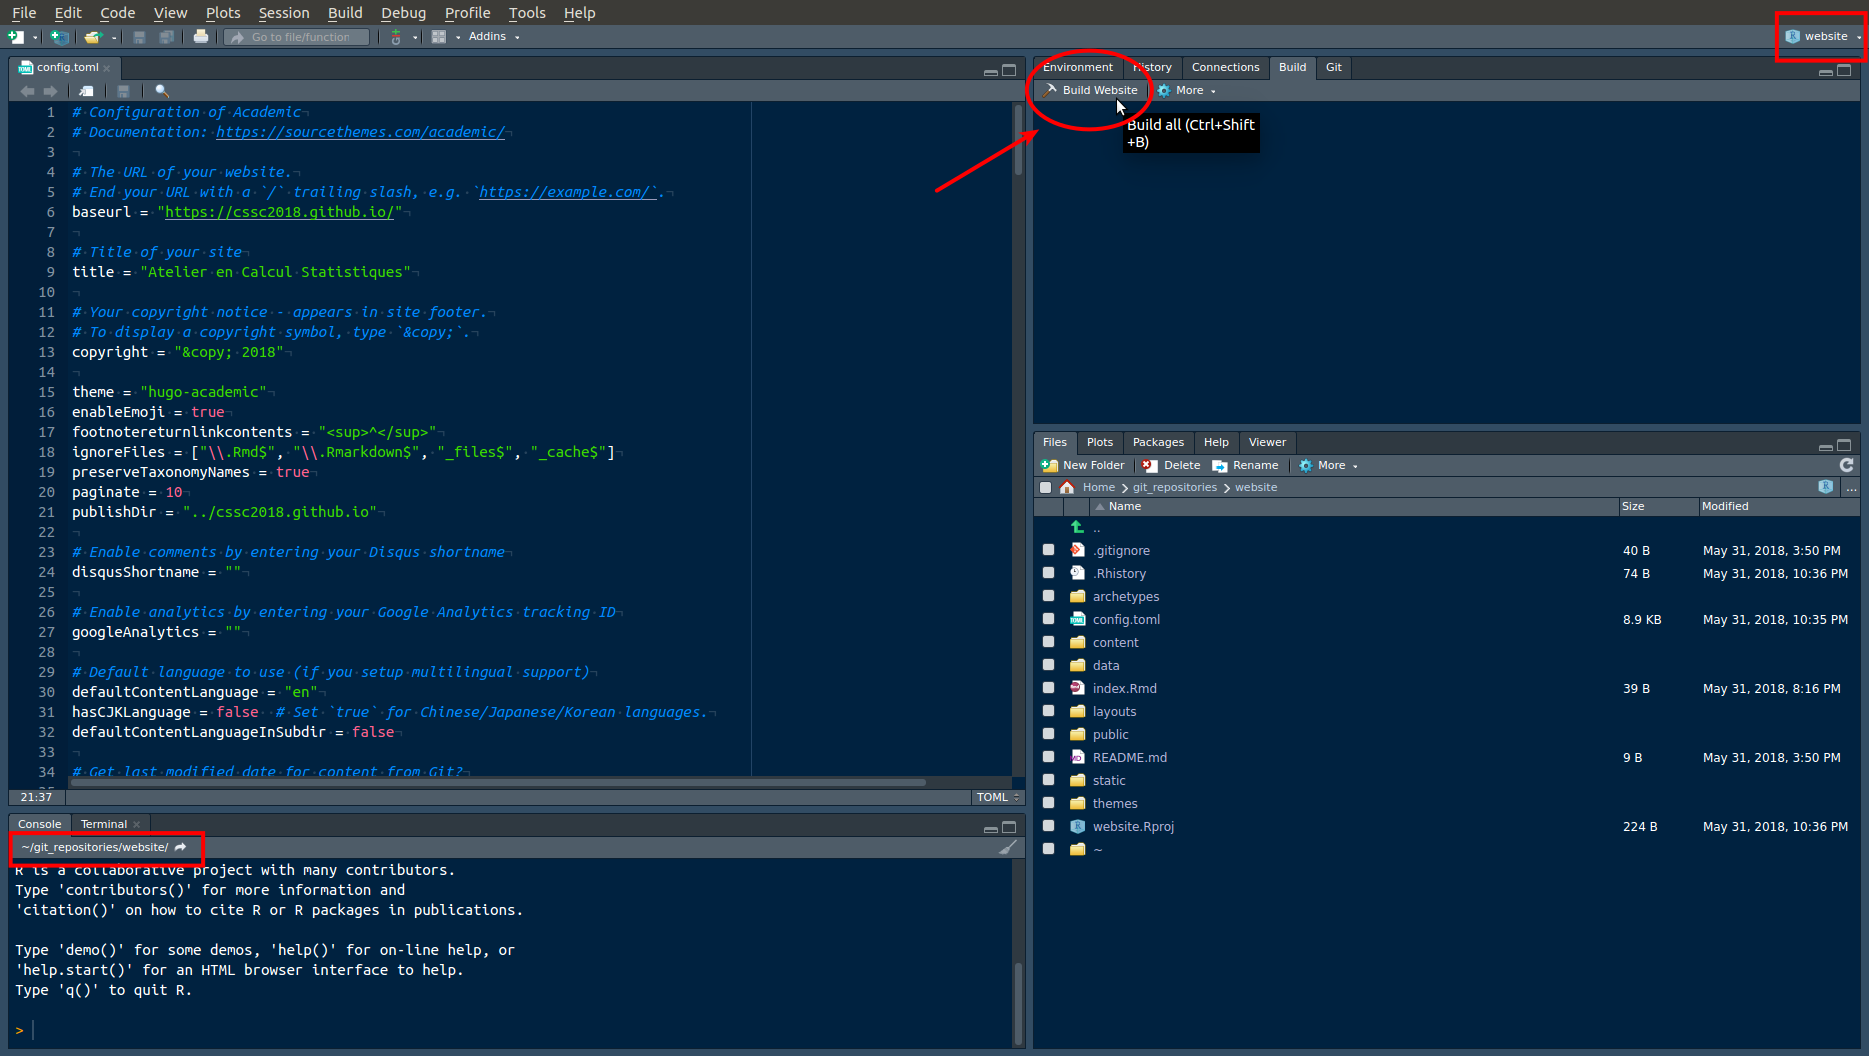 File Edit Code View Plots Session Build Debug Profile Tools Help
Go to file/function Addins website
config.toml
1 # Configuration of Academic
2 # Documentation: https://sourcethemes.com/academic/
3
4 # The URL of your website.
5 # End your URL with a `/` trailing slash, e.g. `https://example.com/`.
6 baseurl = "https://cssc2018.github.io/"
7
8 # Title of your site
9 title = "Atelier en Calcul Statistiques"
10
11 # Your copyright notice - appears in site footer.
12 # To display a copyright symbol, type `&copy;`.
13 copyright = "&copy; 2018"
14
15 theme = "hugo-academic"
16 enableEmoji = true
17 footnotereturnlinkcontents = "<sup>^</sup>"
18 ignoreFiles = ["\\.Rmd$", "\\.Rmarkdown$", "_files$", "_cache$"]
19 preserveTaxonomyNames = true
20 paginate = 10
21 publishDir = "../cssc2018.github.io"
22
23 # Enable comments by entering your Disqus shortname
24 disqusShortname = ""
25
26 # Enable analytics by entering your Google Analytics tracking ID
27 googleAnalytics = ""
28
29 # Default language to use (if you setup multilingual support)
30 defaultContentLanguage = "en"
31 hasCJKLanguage = false # Set `true` for Chinese/Japanese/Korean languages.
32 defaultContentLanguageInSubdir = false
33
34 # Get last modified date for content from Git?
21:37 TOML
Console Terminal
~/git_repositories/website/
R is a collaborative project with many contributors.
Type 'contributors()' for more information and
'citation()' on how to cite R or R packages in publications.
Type 'demo()' for some demos, 'help()' for on-line help, or
'help.start()' for an HTML browser interface to help.
Type 'q()' to quit R.
>
Environment History Connections Build Git
Build Website More
Build all (Ctrl+Shift
+B)
Files Plots Packages Help Viewer
New Folder Delete Rename More
Home git_repositories website ...
Name Size Modified
..
.gitignore 40 B May 31, 2018, 3:50 PM
.Rhistory 74 B May 31, 2018, 10:36 PM
archetypes
config.toml 8.9 KB May 31, 2018, 10:35 PM
content
data
index.Rmd 39 B May 31, 2018, 8:16 PM
layouts
public
README.md 9 B May 31, 2018, 3:50 PM
static
themes
website.Rproj 224 B May 31, 2018, 10:36 PM
~